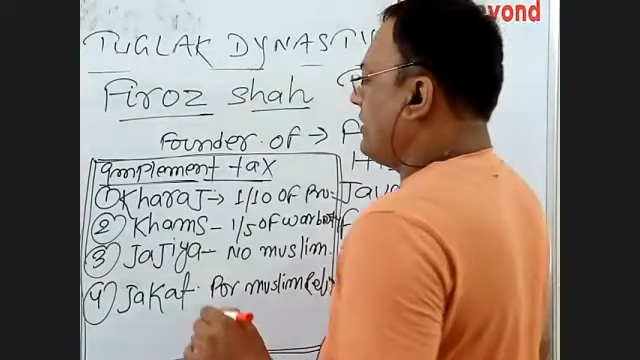 yond
TUGLAK DYNASTY
Firoz shah
Founder of →
Implement tax
① Kharaj → 1/10 of Pro-
② Khams - 1/5 of war
③ JaJiya - No muslim.
④ Jakat. For muslim